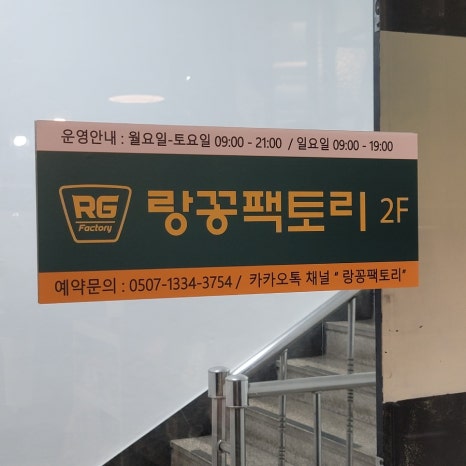 운영안내 : 월요일-토요일 09:00 - 21:00 / 일요일 09:00 - 19:00
RG
Factory
랑꽁팩토리 2F
예약문의 : 0507-1334-3754 / 카카오톡 채널 " 랑꽁팩토리"